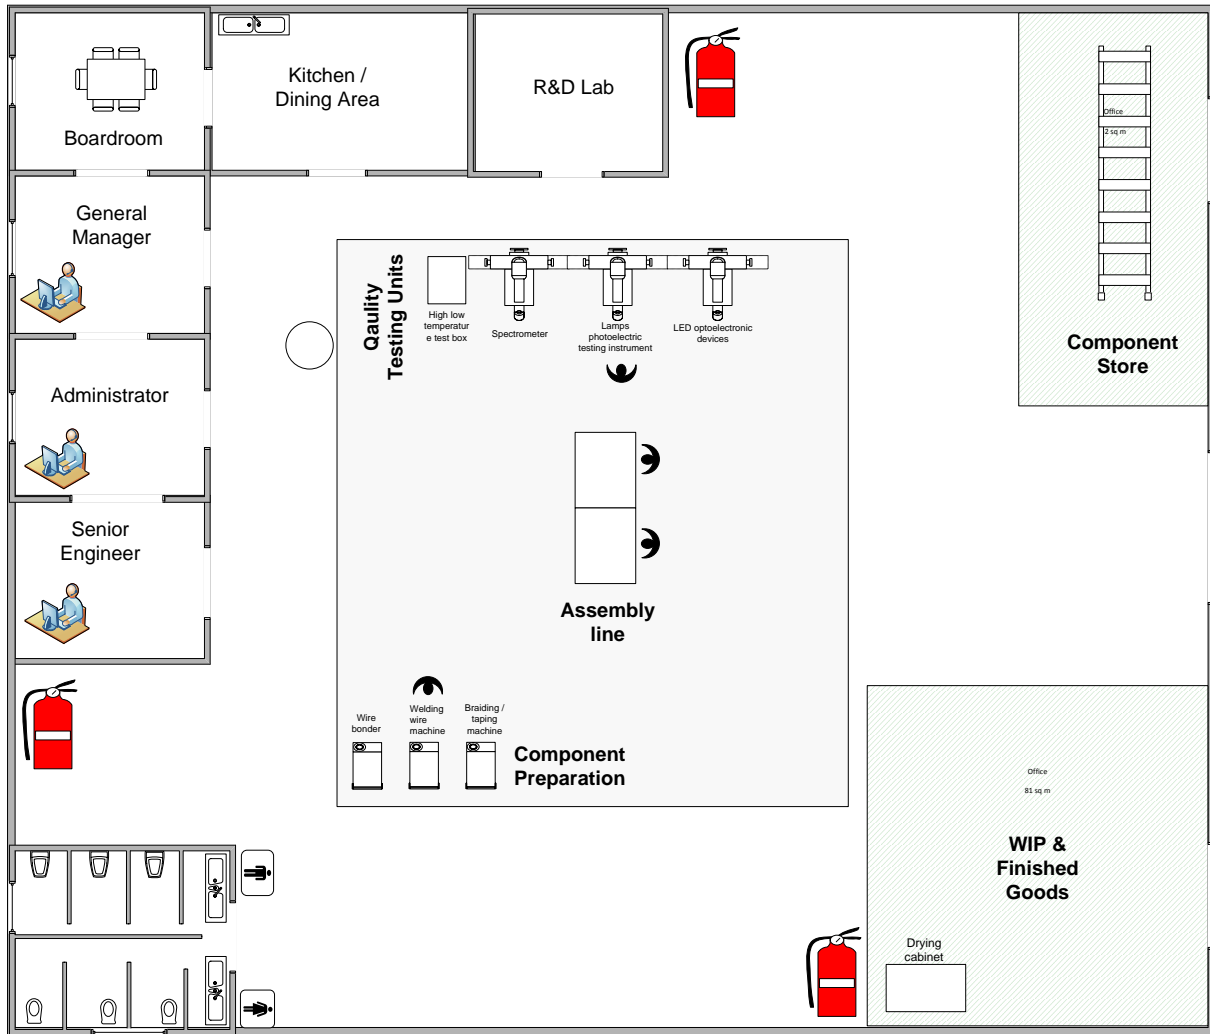 Boardroom
Kitchen /
Dining Area
R&D Lab
Office
2 sq m
Component
Store
General
Manager
Administrator
Senior
Engineer
Qaulity
Testing Units
High low
temperatur
e test box
Spectrometer
Lamps
photoelectric
testing instrument
LED optoelectronic
devices
Assembly
line
Wire
bonder
Welding
wire
machine
Braiding /
taping
machine
Component
Preparation
Office
81 sq m
WIP &
Finished
Goods
Drying
cabinet